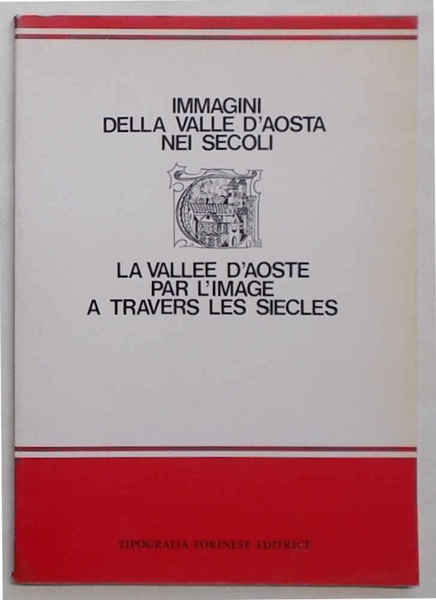 IMMAGINI
DELLA VALLE D'AOSTA
NEI SECOLI
LA VALLEE D'AOSTE
PAR L'IMAGE
A TRAVERS LES SIECLES
TIPOGRAFIA TORINESE EDITRICE